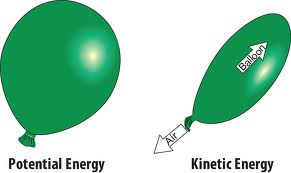 Balloon
Air
Potential Energy
Kinetic Energy